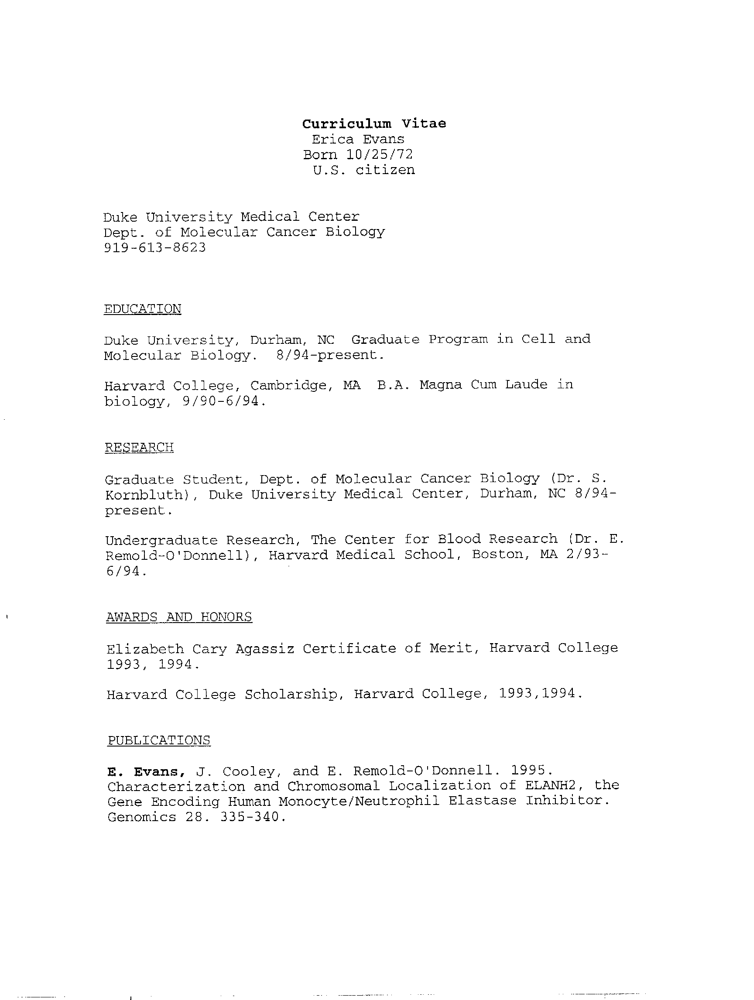 Curriculum Vitae
Erica Evans
Born 10/25/72
U.S. citizen
Duke University Medical Center
Dept. of Molecular Cancer Biology
919-613-8623
EDUCATION
Duke University, Durham, NC Graduate Program in Cell and
Molecular Biology. 8/94-present.
Harvard College, Cambridge, MA B.A. Magna Cum Laude in
biology, 9/90-6/94.
RESEARCH
Graduate Student, Dept. of Molecular Cancer Biology (Dr. S.
Kornbluth), Duke University Medical Center, Durham, NC 8/94-
present.
Undergraduate Research, The Center for Blood Research (Dr. E.
Remold-O'Donnell), Harvard Medical School, Boston, MA 2/93-
6/94.
AWARDS AND HONORS
Elizabeth Cary Agassiz Certificate of Merit, Harvard College
1993, 1994.
Harvard College Scholarship, Harvard College, 1993,1994.
PUBLICATIONS
E. Evans, J. Cooley, and E. Remold-O'Donnell. 1995.
Characterization and Chromosomal Localization of ELANH2, the
Gene Encoding Human Monocyte/Neutrophil Elastase Inhibitor.
Genomics 28. 335-340.